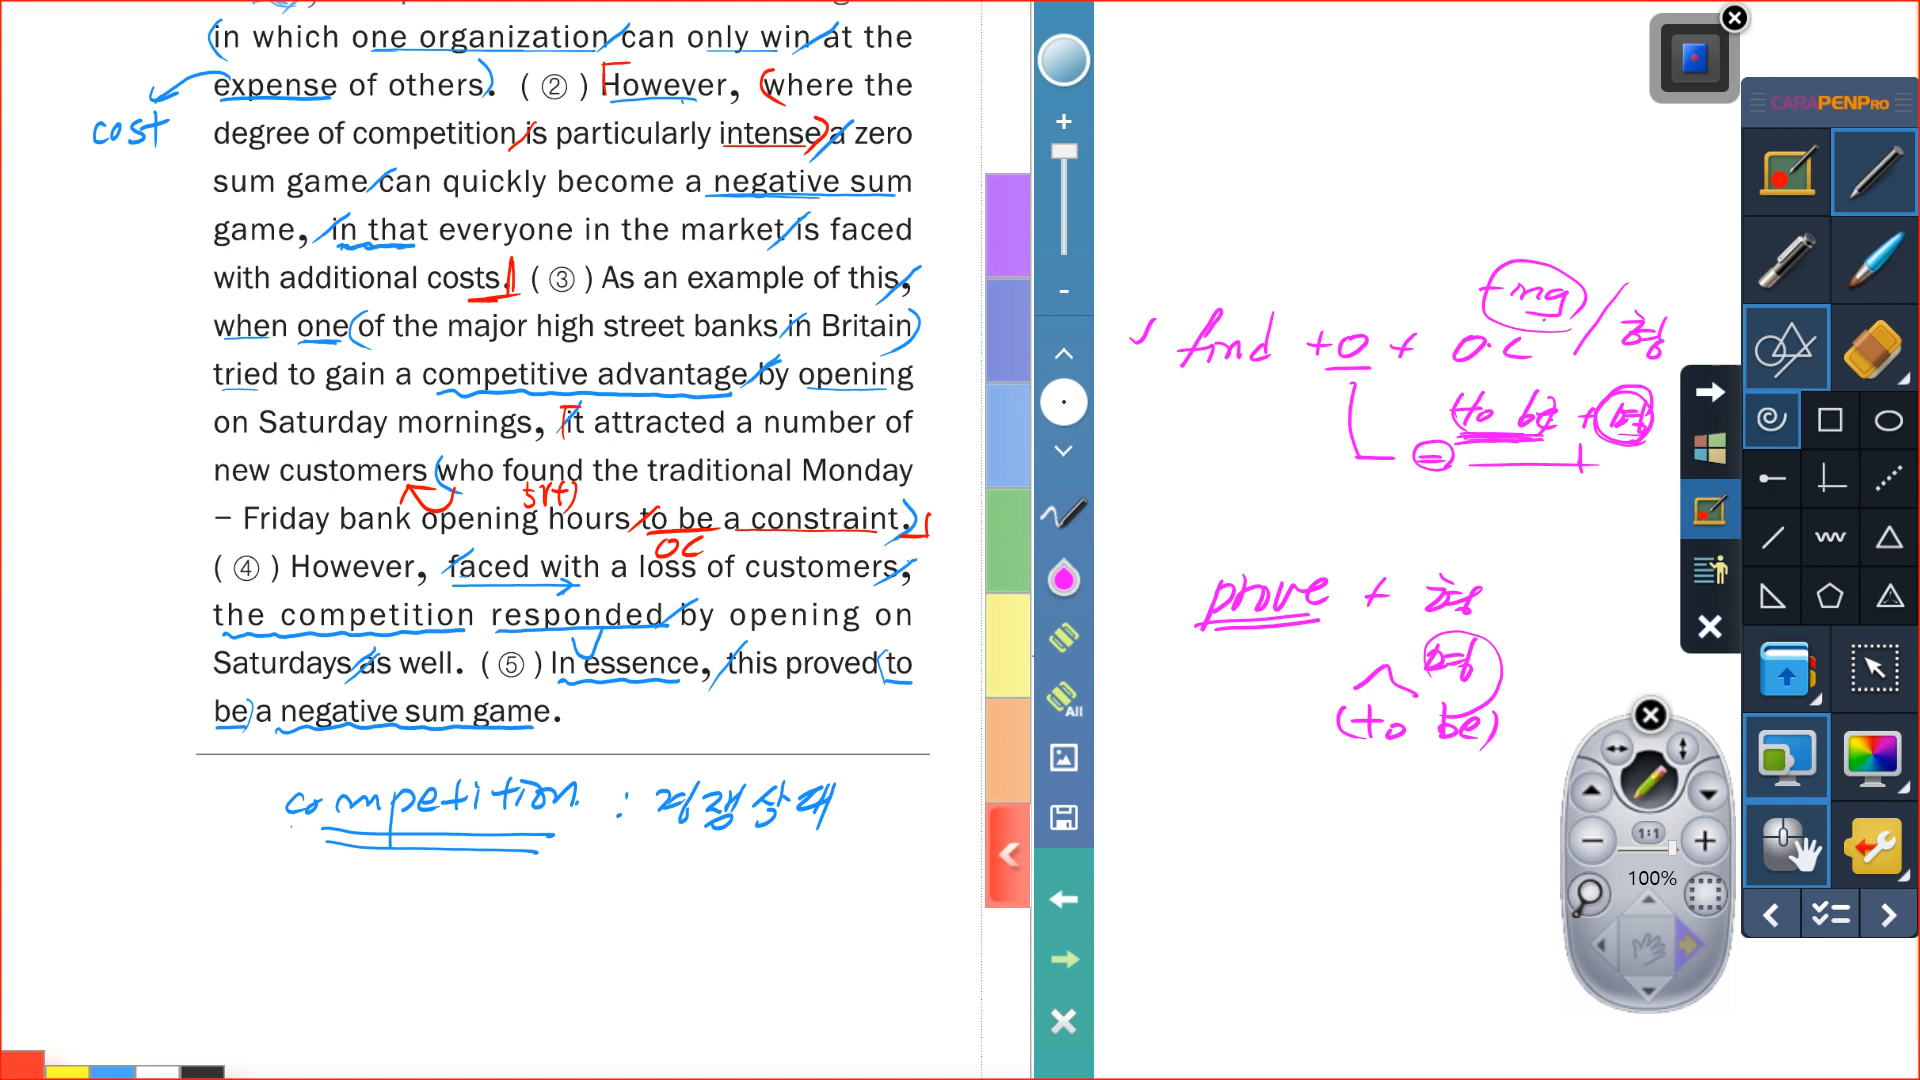 in which one organization can only win at the
expense of others. ( ② ) However, where the
cost
degree of competition is particularly intense a zero
sum game can quickly become a negative sum
game, in that everyone in the market is faced
with additional costs. ( ③ ) As an example of this,
when one of the major high street banks in Britain
tried to gain a competitive advantage by opening
on Saturday mornings, it attracted a number of
new customers who found the traditional Monday
– Friday bank opening hours to be a constraint.
OC
( ④ ) However, faced with a loss of customers,
the competition responded by opening on
Saturdays as well. ( ⑤ ) In essence, this proved to
be a negative sum game.
competition : 경쟁상대
+ing
find + O + O.C / 형
to be +
=
prove + 형
(to be)
+
-
All
CARAPENPRO
1:1
100%